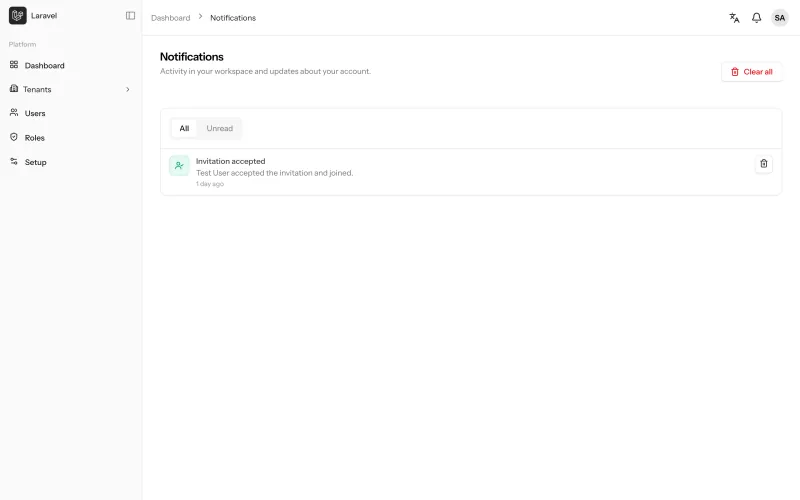 Laravel
Dashboard
Notifications
SA
Platform
Dashboard
Tenants
Users
Roles
Setup
Notifications
Activity in your workspace and updates about your account.
Clear all
All
Unread
Invitation accepted
Test User accepted the invitation and joined.
1 day ago